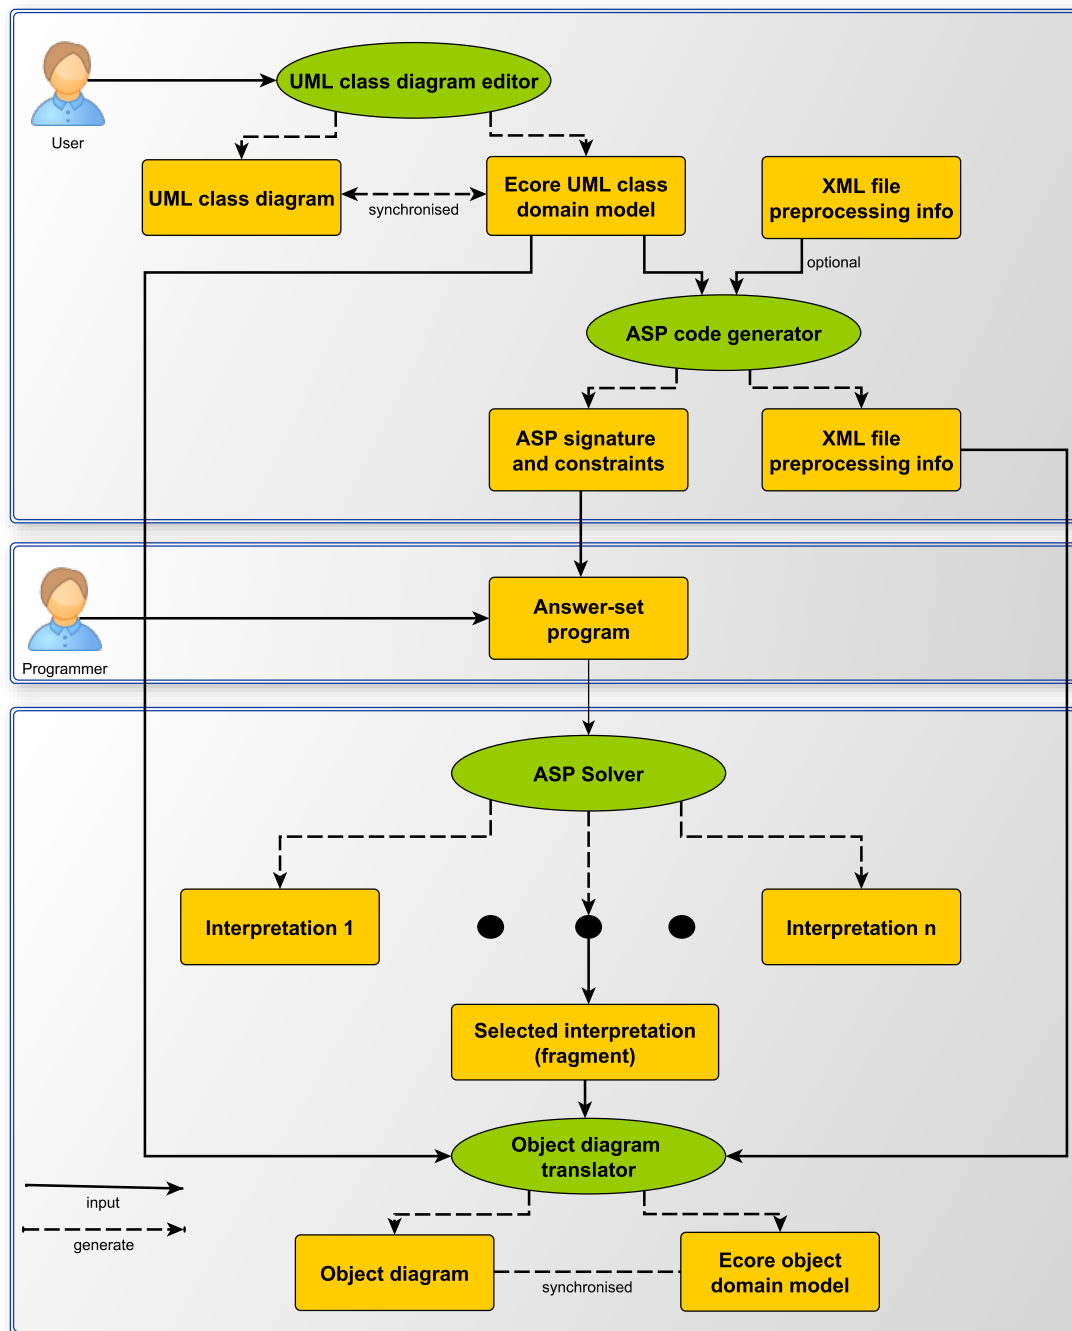 UML class diagram editor
User
UML class diagram
synchronised
Ecore UML class
domain model
XML file
preprocessing info
optional
ASP code generator
ASP signature
and constraints
XML file
preprocessing info
Programmer
Answer-set
program
ASP Solver
Interpretation 1
Interpretation n
Selected interpretation
(fragment)
Object diagram
translator
input
generate
Object diagram
synchronised
Ecore object
domain model